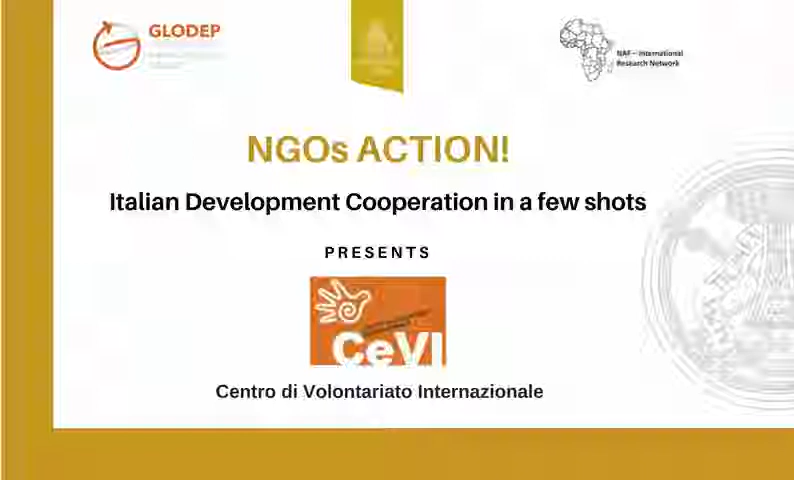 GLODEP
NAF – International
Research Network
NGOs ACTION!
Italian Development Cooperation in a few shots
PRESENTS
CeVI
Centro di Volontariato Internazionale